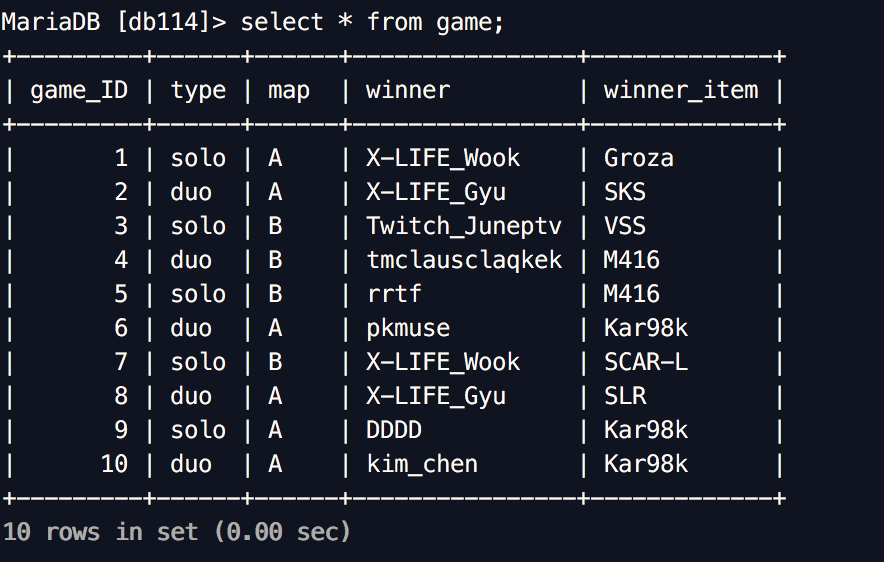 MariaDB [db114]> select * from game;
+---------+------+------+----------------+-------------+
| game_ID | type | map  | winner         | winner_item |
+---------+------+------+----------------+-------------+
|       1 | solo | A    | X-LIFE_Wook    | Groza       |
|       2 | duo  | A    | X-LIFE_Gyu     | SKS         |
|       3 | solo | B    | Twitch_Juneptv | VSS         |
|       4 | duo  | B    | tmclausclaqkek | M416        |
|       5 | solo | B    | rrtf           | M416        |
|       6 | duo  | A    | pkmuse         | Kar98k      |
|       7 | solo | B    | X-LIFE_Wook    | SCAR-L      |
|       8 | duo  | A    | X-LIFE_Gyu     | SLR         |
|       9 | solo | A    | DDDD           | Kar98k      |
|      10 | duo  | A    | kim_chen       | Kar98k      |
+---------+------+------+----------------+-------------+
10 rows in set (0.00 sec)